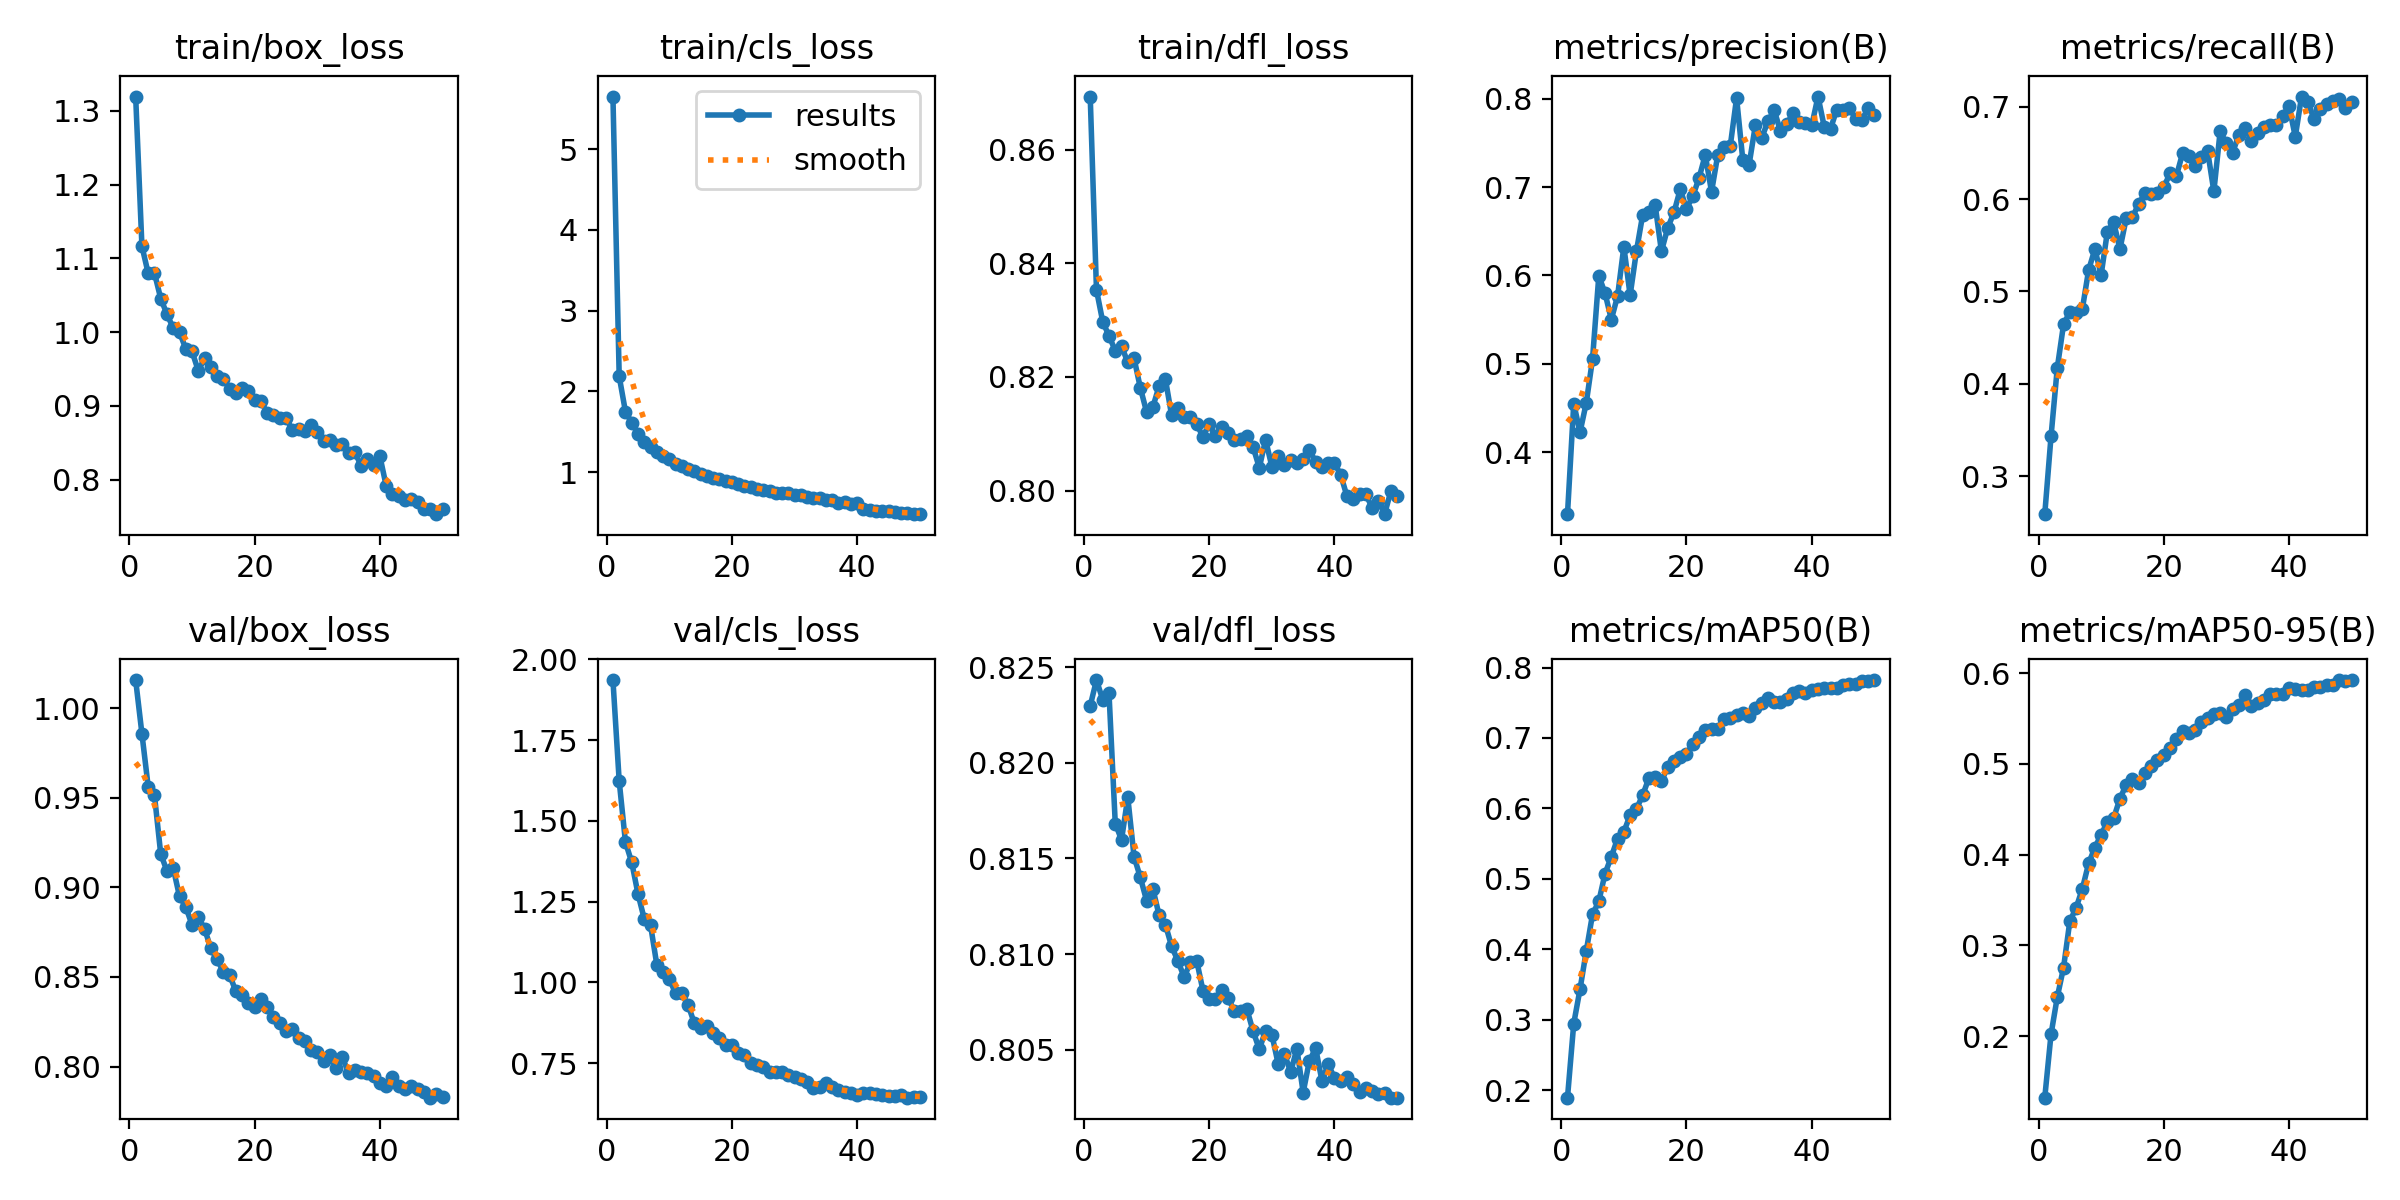 train/box_loss
1.3
1.2
1.1
1.0
0.9
0.8
0 20 40
train/cls_loss
results
smooth
5
4
3
2
1
0 20 40
train/dfl_loss
0.86
0.84
0.82
0.80
0 20 40
metrics/precision(B)
0.8
0.7
0.6
0.5
0.4
0 20 40
metrics/recall(B)
0.7
0.6
0.5
0.4
0.3
0 20 40
val/box_loss
1.00
0.95
0.90
0.85
0.80
0 20 40
val/cls_loss
2.00
1.75
1.50
1.25
1.00
0.75
0 20 40
val/dfl_loss
0.825
0.820
0.815
0.810
0.805
0 20 40
metrics/mAP50(B)
0.8
0.7
0.6
0.5
0.4
0.3
0.2
0 20 40
metrics/mAP50-95(B)
0.6
0.5
0.4
0.3
0.2
0 20 40